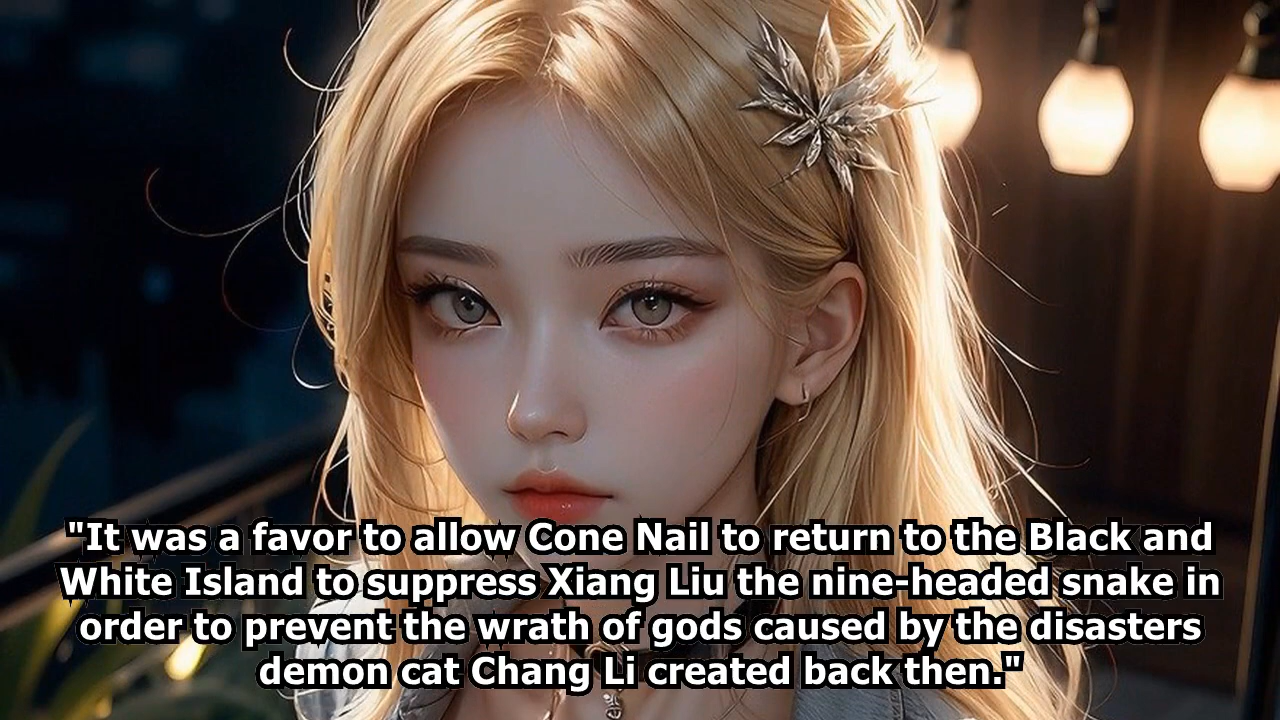 "It was a favor to allow Cone Nail to return to the Black and
White Island to suppress Xiang Liu the nine-headed snake in
order to prevent the wrath of gods caused by the disasters
demon cat Chang Li created back then."